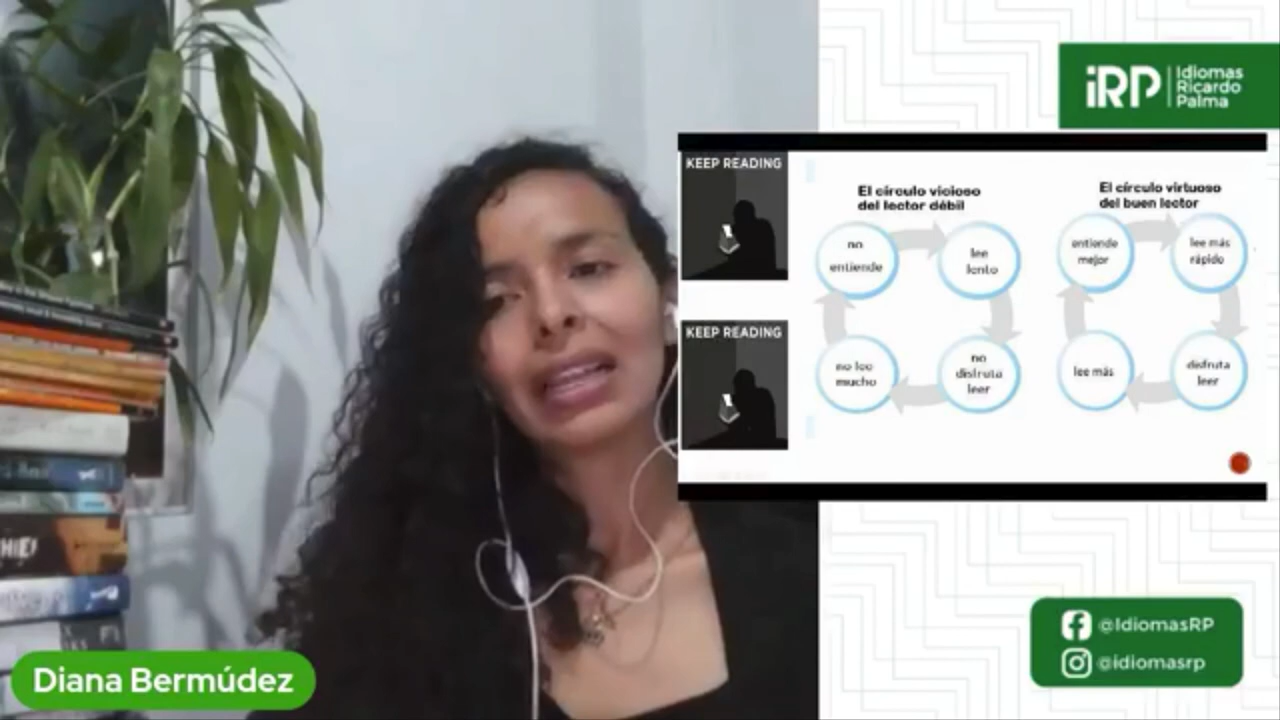 iRP
Idiomas
Ricardo
Palma
KEEP READING
El círculo vicioso
del lector débil
no
entiende
lee
lento
no
disfruta
leer
no lee
mucho
El círculo virtuoso
del buen lector
entiende
mejor
lee más
rápido
disfruta
leer
lee más
KEEP READING
@IdiomasRP
@idiomasrp
Diana Bermúdez